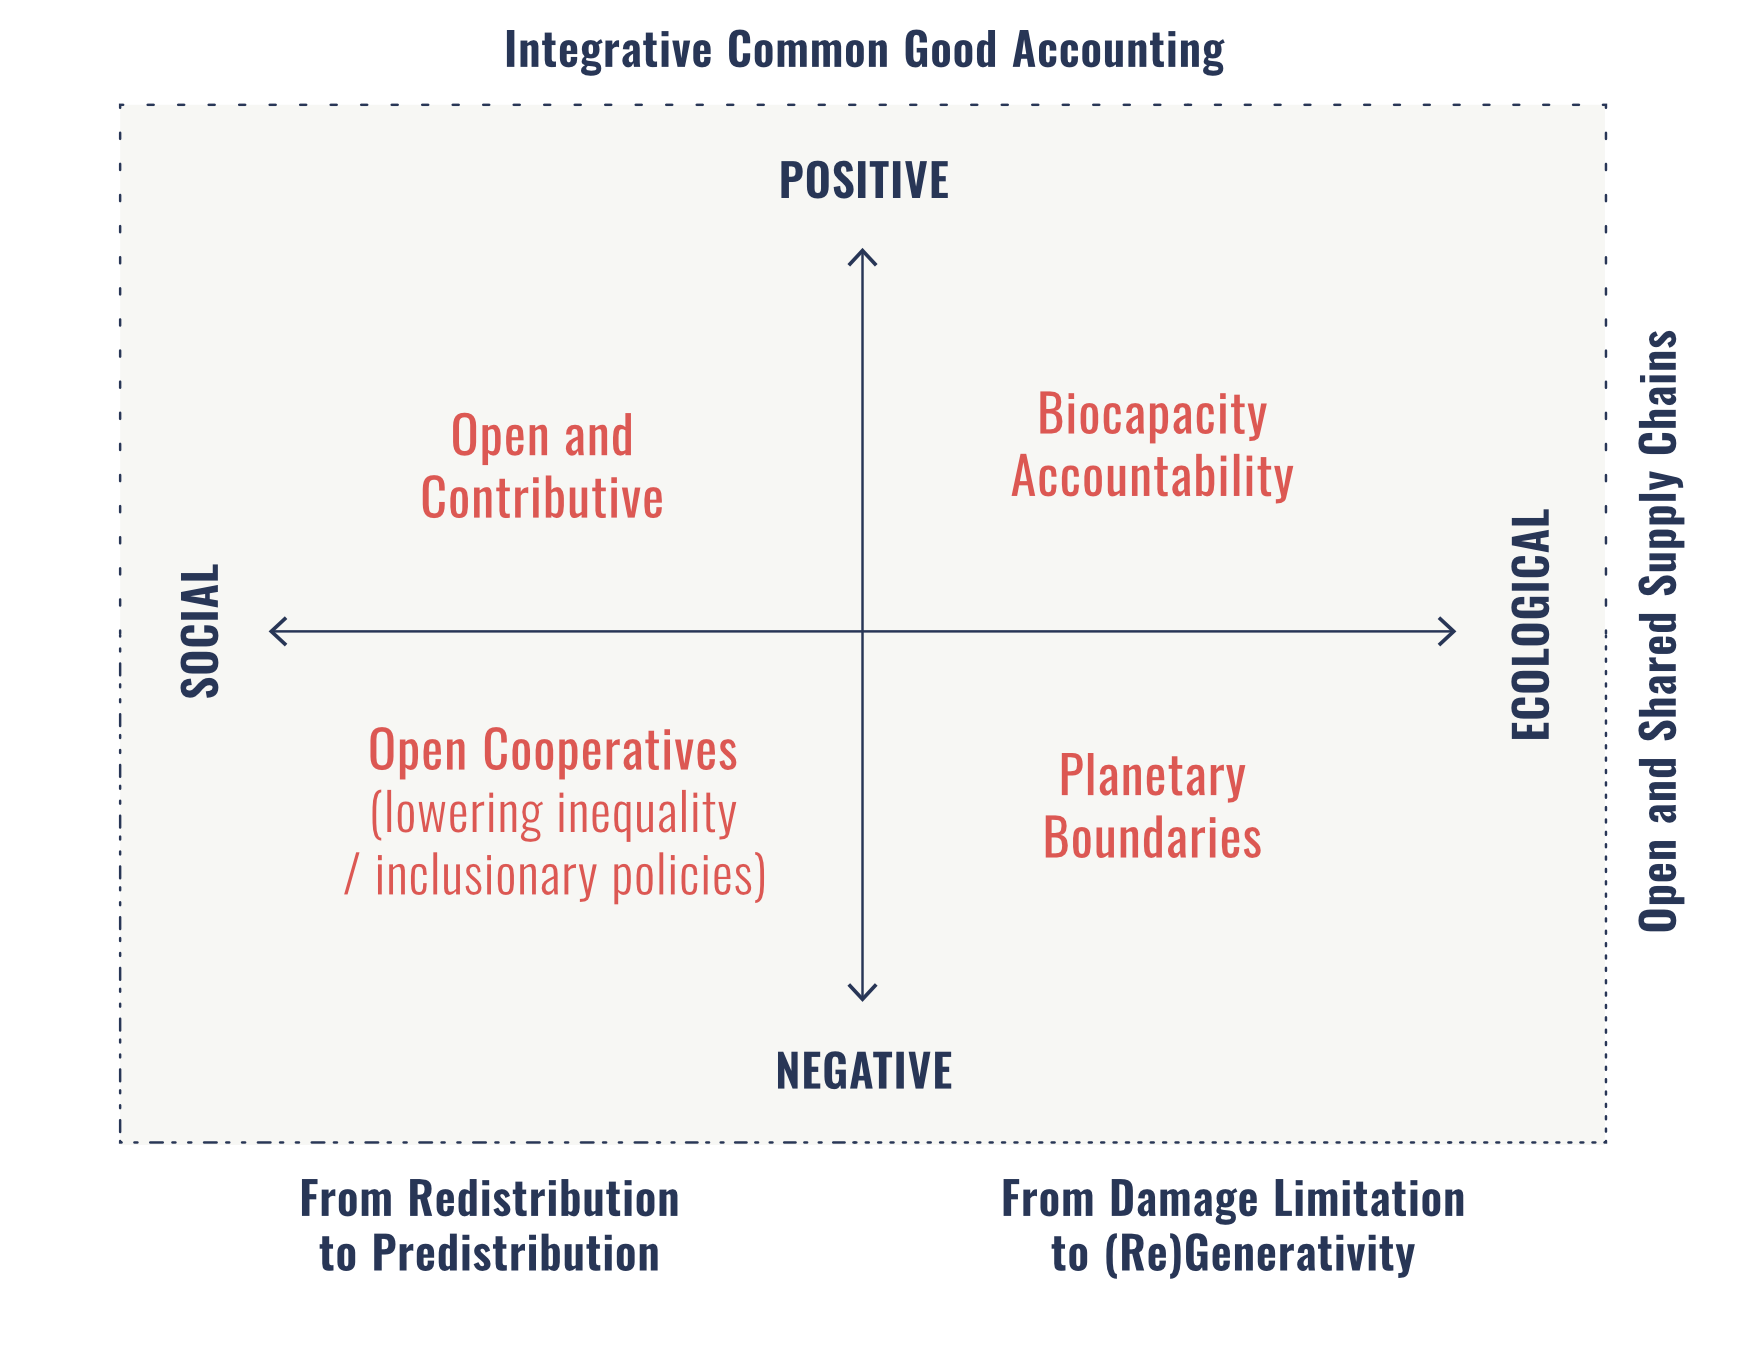 Integrative Common Good Accounting
POSITIVE
Open and
Contributive
Biocapacity
Accountability
SOCIAL
ECOLOGICAL
Open and Shared Supply Chains
Open Cooperatives
(lowering inequality
/ inclusionary policies)
Planetary
Boundaries
NEGATIVE
From Redistribution
to Predistribution
From Damage Limitation
to (Re)Generativity